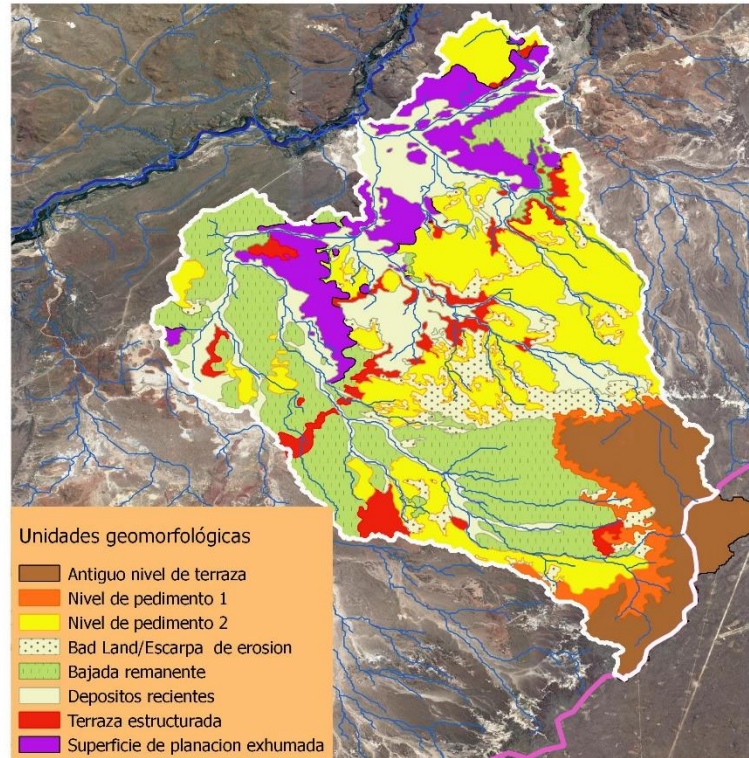 Unidades geomorfológicas
Antiguo nivel de terraza
Nivel de pedimento 1
Nivel de pedimento 2
Bad Land/Escarpa de erosion
Bajada remanente
Depositos recientes
Terraza estructurada
Superficie de planacion exhumada